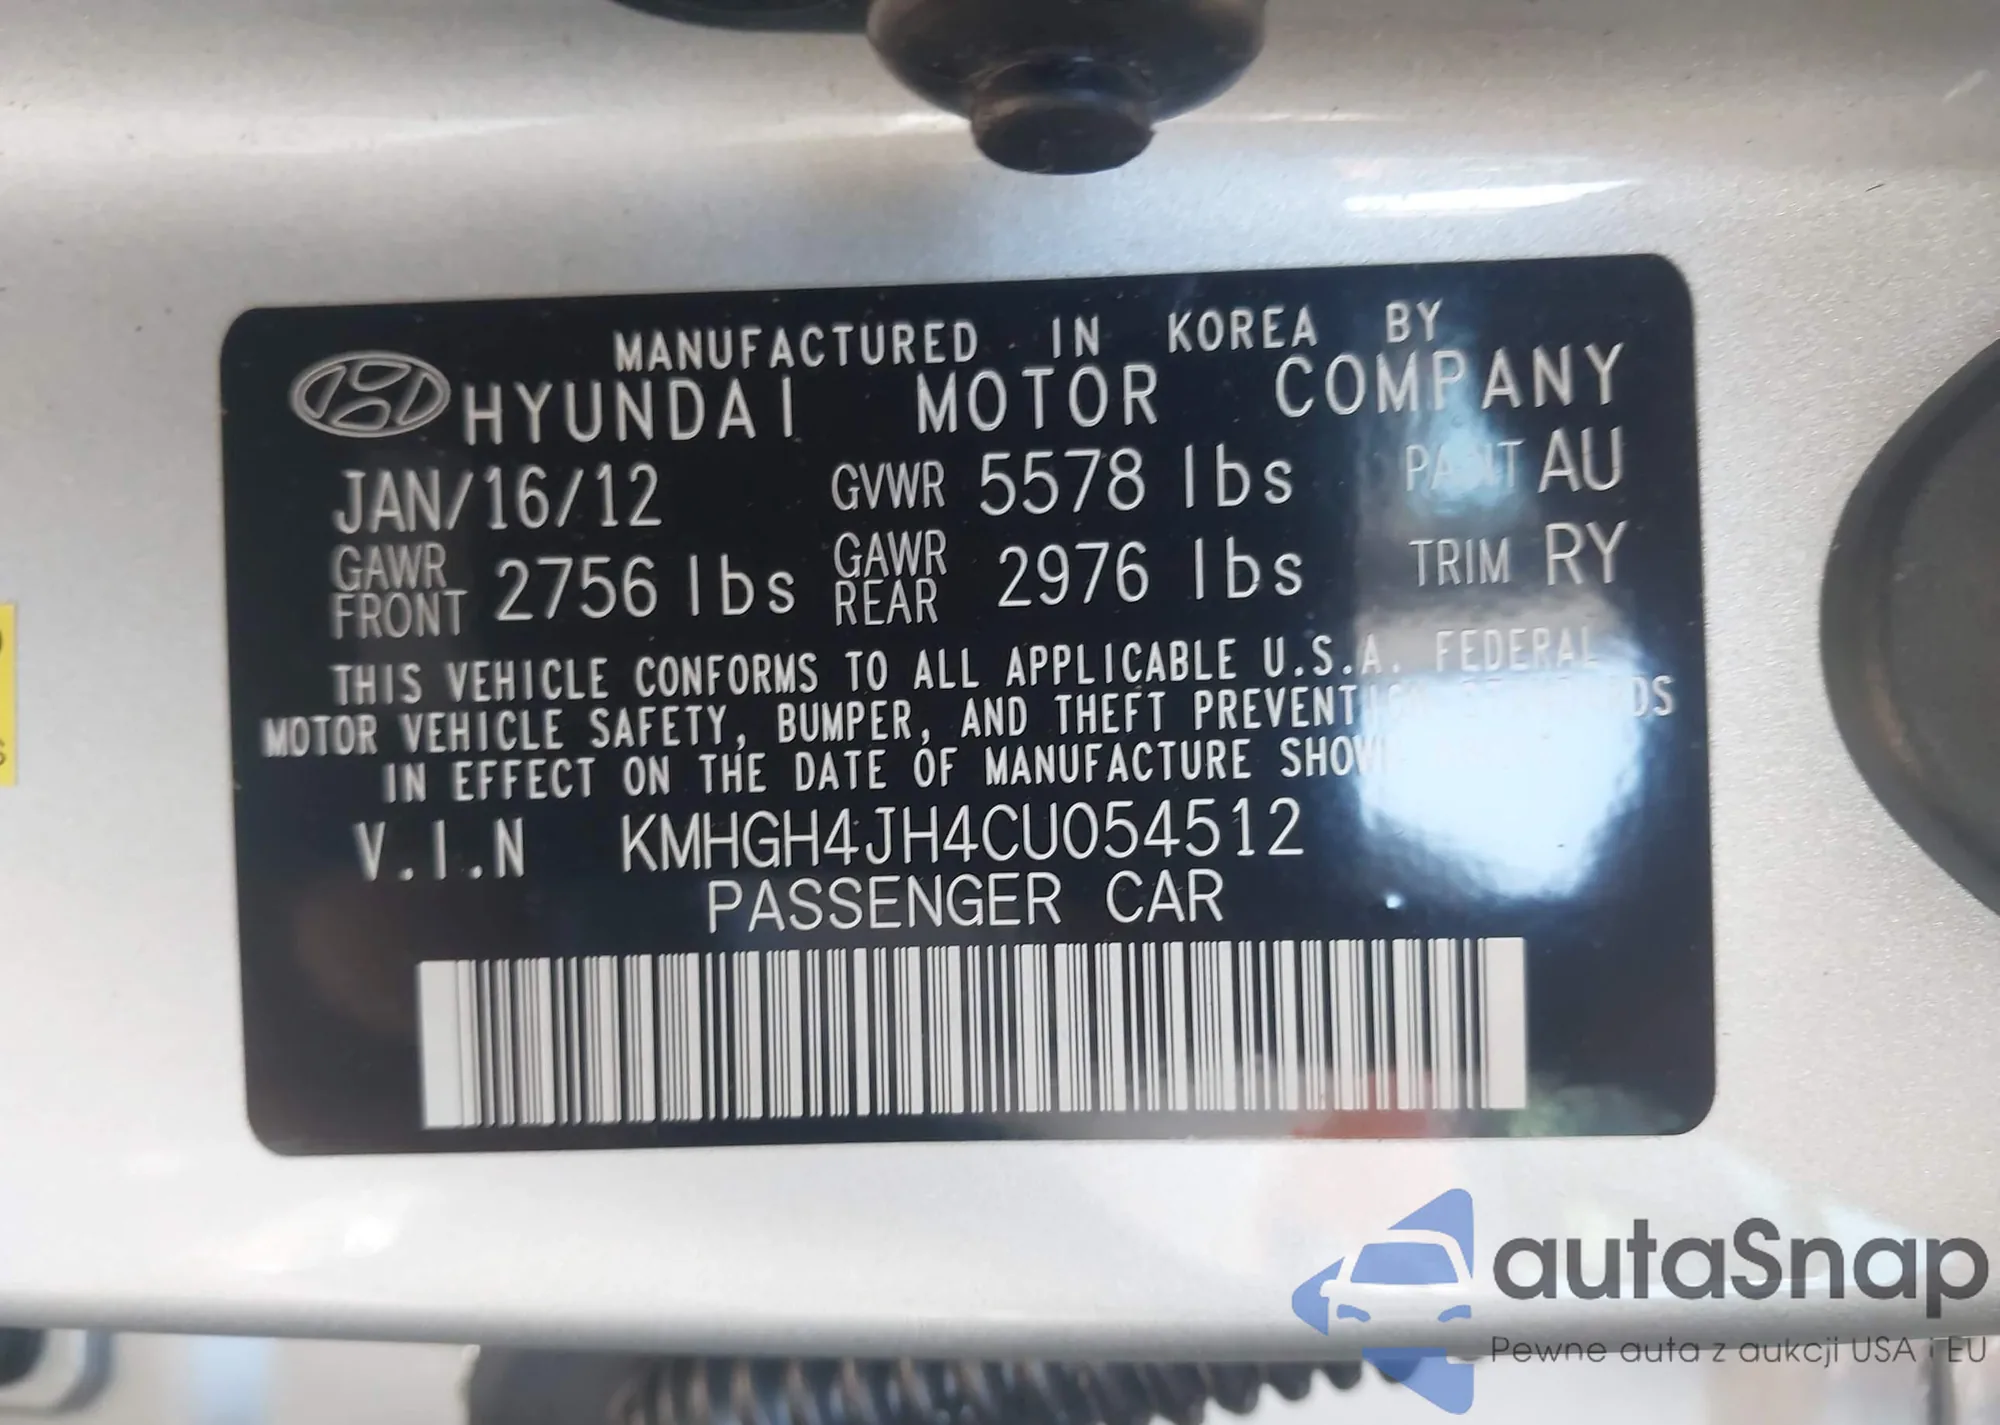 MANUFACTURED IN KOREA BY
HYUNDAI MOTOR COMPANY
JAN/16/12 GVWR 5578 lbs PAINT AU
GAWR FRONT 2756 lbs GAWR REAR 2976 lbs TRIM RY
THIS VEHICLE CONFORMS TO ALL APPLICABLE U.S.A. FEDERAL
MOTOR VEHICLE SAFETY, BUMPER, AND THEFT PREVENTION
IN EFFECT ON THE DATE OF MANUFACTURE
V.I.N KMHGH4JH4CU054512
PASSENGER CAR
autaSnap
Pewne auta z aukcji USA i EU